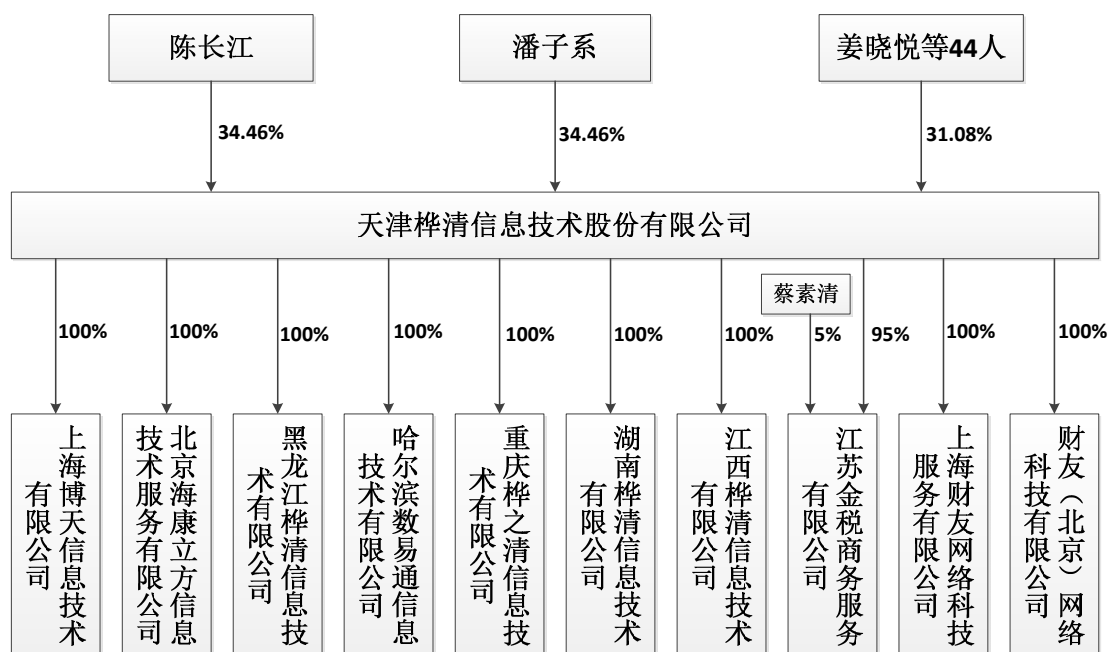 陈长江
潘子系
姜晓悦等44人
34.46%
34.46%
31.08%
天津桦清信息技术股份有限公司
蔡素清
100%
100%
100%
100%
100%
100%
100%
5%
95%
100%
100%
上海博天信息技术
有限公司
北京海康立方信息
技术服务有限公司
黑龙江桦清信息技
术有限公司
哈尔滨数易通信息
技术有限公司
重庆桦之清信息技
术有限公司
湖南桦清信息技术
有限公司
江西桦清信息技术
有限公司
江苏金税商务服务
有限公司
上海财友网络科技
服务有限公司
财友（北京）网络
科技有限公司